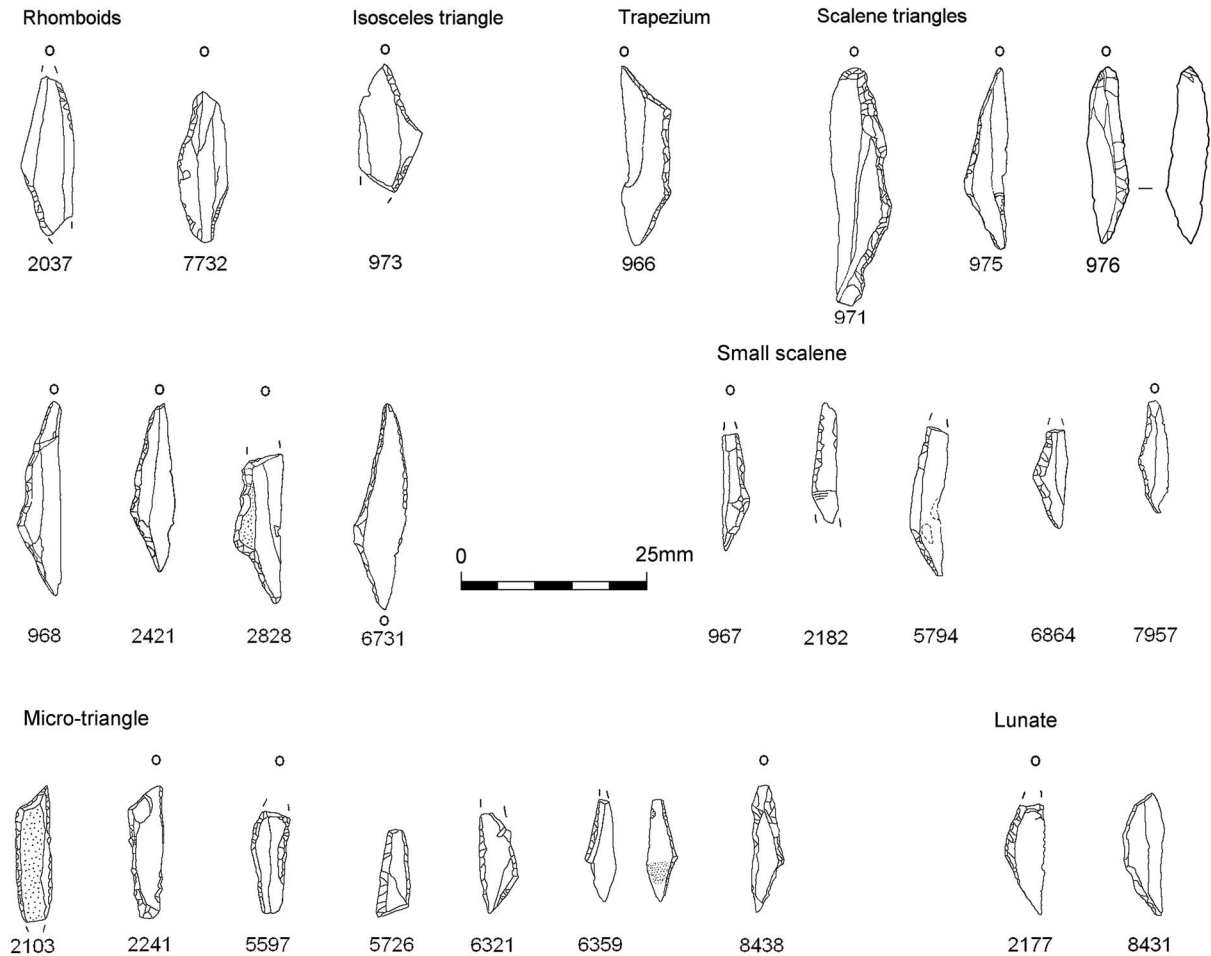 Rhomboids Isosceles triangle Trapezium Scalene triangles
2037 7732 973 966 971 975 976
Small scalene
0 25mm
968 2421 2828 6731 967 2182 5794 6864 7957
Micro-triangle Lunate
2103 2241 5597 5726 6321 6359 8438 2177 8431